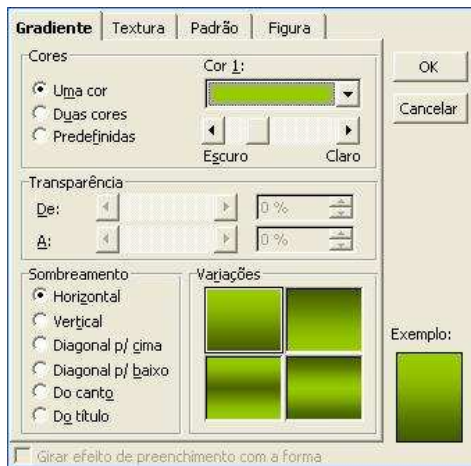 Gradiente Textura Padrão Figura
Cores
Uma cor
Duas cores
Predefinidas
Cor 1:
Escuro Claro
OK
Cancelar
Transparência
De: 0 %
A: 0 %
Sombreamento
Horizontal
Vertical
Diagonal p/ cima
Diagonal p/ baixo
Do canto
Do título
Variações
Exemplo:
Girar efeito de preenchimento com a forma